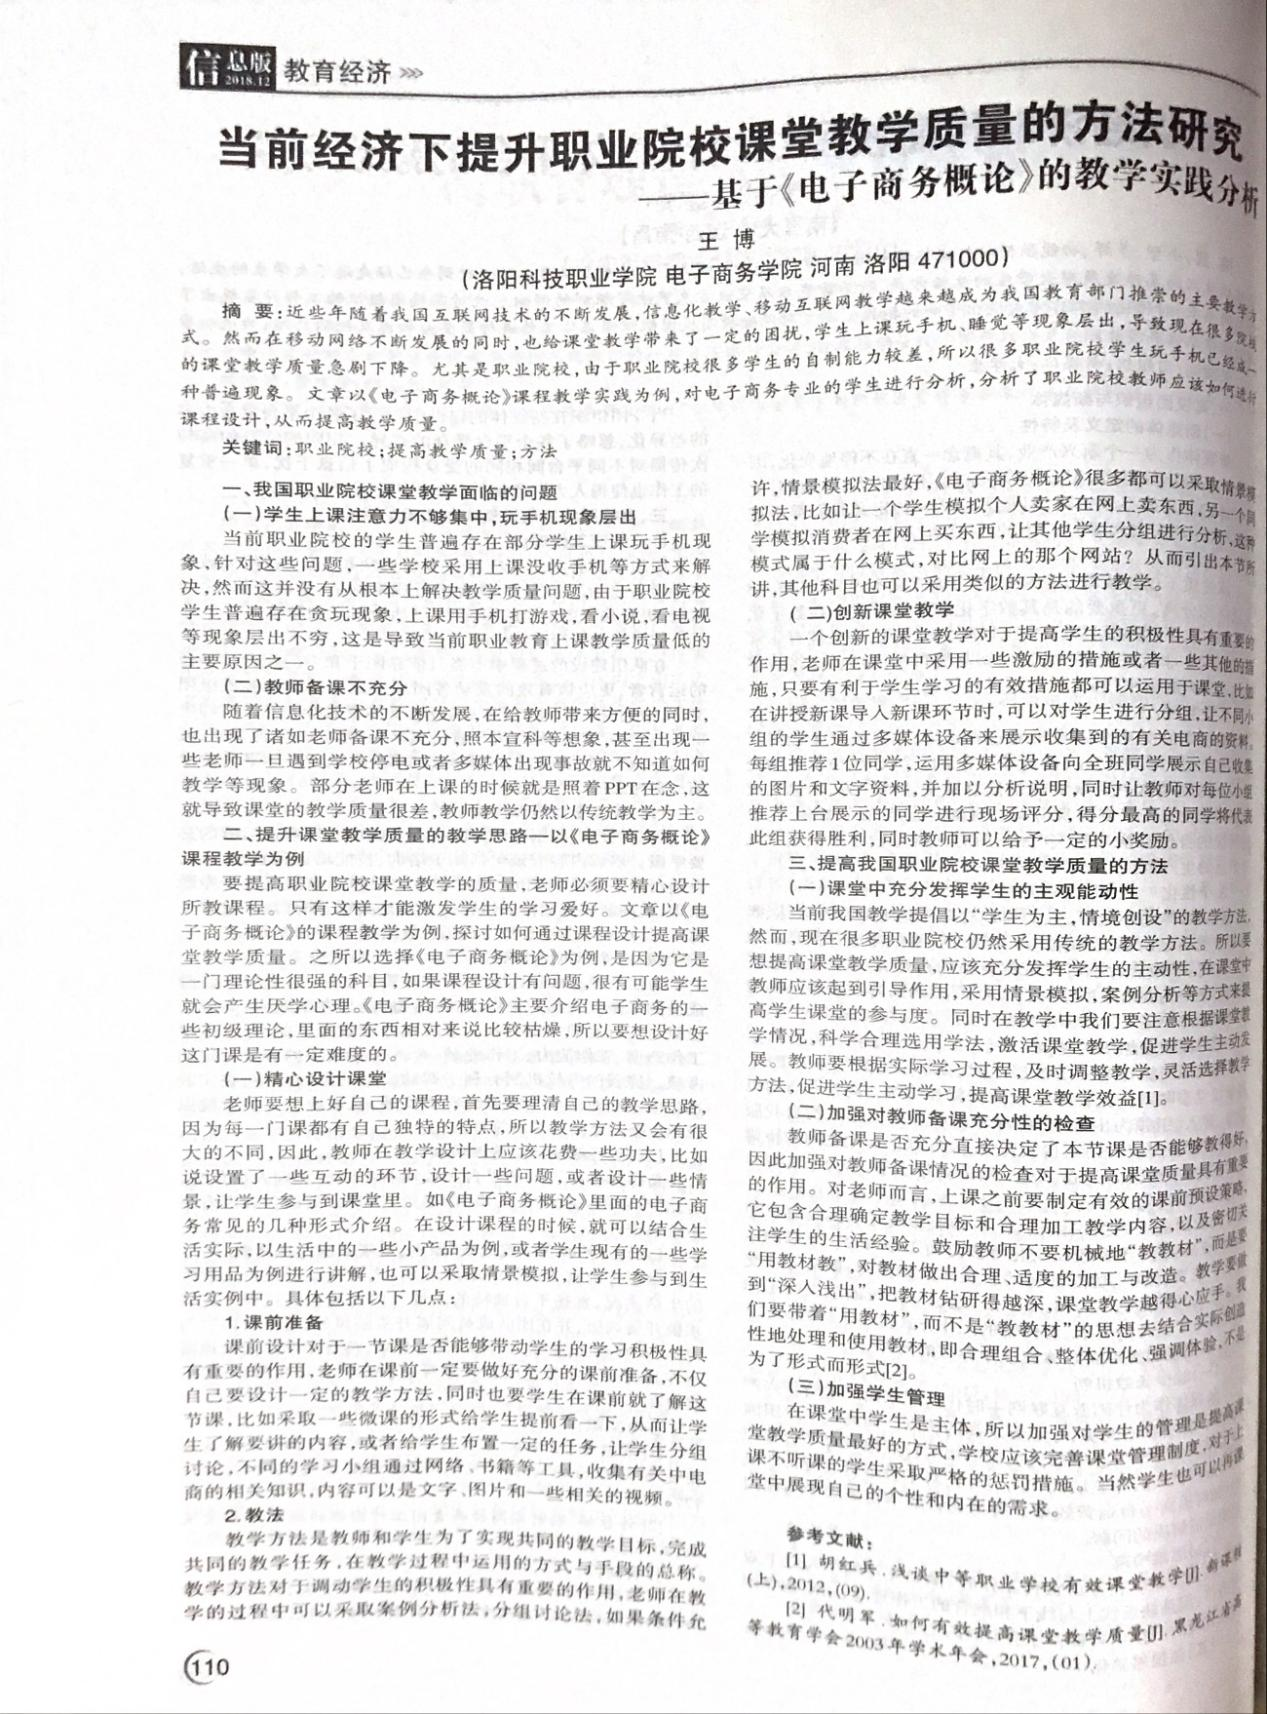 信息版
2018.12
教育经济
当前经济下提升职业院校课堂教学质量的方法研究
——基于《电子商务概论》的教学实践分析
王 博
(洛阳科技职业学院 电子商务学院 河南 洛阳 471000)
摘 要:近些年随着我国互联网技术的不断发展,信息化教学、移动互联网教学越来越成为我国教育部门推崇的主要教学方
式。然而在移动网络不断发展的同时,也给课堂教学带来了一定的困扰,学生上课玩手机、睡觉等现象层出,导致现在很多院校
的课堂教学质量急剧下降。尤其是职业院校,由于职业院校很多学生的自制能力较差,所以很多职业院校学生玩手机已经成一
种普遍现象。文章以《电子商务概论》课程教学实践为例,对电子商务专业的学生进行分析,分析了职业院校教师应该如何进行
课程设计,从而提高教学质量。
关键词:职业院校;提高教学质量;方法
一、我国职业院校课堂教学面临的问题
(一)学生上课注意力不够集中,玩手机现象层出
当前职业院校的学生普遍存在部分学生上课玩手机现
象,针对这些问题,一些学校采用上课没收手机等方式来解
决,然而这并没有从根本上解决教学质量问题,由于职业院校
学生普遍存在贪玩现象,上课用手机打游戏,看小说,看电视
等现象层出不穷,这是导致当前职业教育上课教学质量低的
主要原因之一。
(二)教师备课不充分
随着信息化技术的不断发展,在给教师带来方便的同时,
也出现了诸如老师备课不充分,照本宣科等想象,甚至出现一
些老师一旦遇到学校停电或者多媒体出现事故就不知道如何
教学等现象。部分老师在上课的时候就是照着PPT在念,这
就导致课堂的教学质量很差,教师教学仍然以传统教学为主。
二、提升课堂教学质量的教学思路—以《电子商务概论》
课程教学为例
要提高职业院校课堂教学的质量,老师必须要精心设计
所教课程。只有这样才能激发学生的学习爱好。文章以《电
子商务概论》的课程教学为例,探讨如何通过课程设计提高课
堂教学质量。之所以选择《电子商务概论》为例,是因为它是
一门理论性很强的科目,如果课程设计有问题,很有可能学生
就会产生厌学心理。《电子商务概论》主要介绍电子商务的一
些初级理论,里面的东西相对来说比较枯燥,所以要想设计好
这门课是有一定难度的。
(一)精心设计课堂
老师要想上好自己的课程,首先要理清自己的教学思路,
因为每一门课都有自己独特的特点,所以教学方法又会有很
大的不同,因此,教师在教学设计上应该花费一些功夫,比如
说设置了一些互动的环节,设计一些问题,或者设计一些情
景,让学生参与到课堂里。如《电子商务概论》里面的电子商
务常见的几种形式介绍。在设计课程的时候,就可以结合生
活实际,以生活中的一些小产品为例,或者学生现有的一些学
习用品为例进行讲解,也可以采取情景模拟,让学生参与到生
活实例中。具体包括以下几点:
1.课前准备
课前设计对于一节课是否能够带动学生的学习积极性具
有重要的作用,老师在课前一定要做好充分的课前准备,不仅
自己要设计一定的教学方法,同时也要学生在课前就了解这
节课,比如采取一些微课的形式给学生提前看一下,从而让学
生了解要讲的内容,或者给学生布置一定的任务,让学生分组
讨论,不同的学习小组通过网络、书籍等工具,收集有关中电
商的相关知识,内容可以是文字、图片和一些相关的视频。
2.教法
教学方法是教师和学生为了实现共同的教学目标,完成
共同的教学任务,在教学过程中运用的方式与手段的总称。
教学方法对于调动学生的积极性具有重要的作用,老师在教
学的过程中可以采取案例分析法,分组讨论法,如果条件允
许,情景模拟法最好,《电子商务概论》很多都可以采取情景模
拟法,比如让一个学生模拟个人卖家在网上卖东西,另一个同
学模拟消费者在网上买东西,让其他学生分组进行分析,这种
模式属于什么模式,对比网上的那个网站?从而引出本节所
讲,其他科目也可以采用类似的方法进行教学。
(二)创新课堂教学
一个创新的课堂教学对于提高学生的积极性具有重要的
作用,老师在课堂中采用一些激励的措施或者一些其他的措
施,只要有利于学生学习的有效措施都可以运用于课堂,比如
在讲授新课导入新课环节时,可以对学生进行分组,让不同小
组的学生通过多媒体设备来展示收集到的有关电商的资料。
每组推荐1位同学,运用多媒体设备向全班同学展示自己收集
的图片和文字资料,并加以分析说明,同时让教师对每位小组
推荐上台展示的同学进行现场评分,得分最高的同学将代表
此组获得胜利,同时教师可以给予一定的小奖励。
三、提高我国职业院校课堂教学质量的方法
(一)课堂中充分发挥学生的主观能动性
当前我国教学提倡以“学生为主,情境创设”的教学方法,
然而,现在很多职业院校仍然采用传统的教学方法。所以要
想提高课堂教学质量,应该充分发挥学生的主动性,在课堂中
教师应该起到引导作用,采用情景模拟,案例分析等方式来提
高学生课堂的参与度。同时在教学中我们要注意根据课堂教
学情况,科学合理选用学法,激活课堂教学,促进学生主动发
展。教师要根据实际学习过程,及时调整教学,灵活选择教学
方法,促进学生主动学习,提高课堂教学效益[1]。
(二)加强对教师备课充分性的检查
教师备课是否充分直接决定了本节课是否能够教得好,
因此加强对教师备课情况的检查对于提高课堂质量具有重要
的作用。对老师而言,上课之前要制定有效的课前预设策略,
它包含合理确定教学目标和合理加工教学内容,以及密切关
注学生的生活经验。鼓励教师不要机械地“教教材”,而是要
“用教材教”,对教材做出合理、适度的加工与改造。教学要做
到“深入浅出”,把教材钻研得越深,课堂教学越得心应手。我
们要带着“用教材”,而不是“教教材”的思想去结合实际创造
性地处理和使用教材,即合理组合、整体优化、强调体验,不是
为了形式而形式[2]。
(三)加强学生管理
在课堂中学生是主体,所以加强对学生的管理是提高课
堂教学质量最好的方式,学校应该完善课堂管理制度,对于上
课不听课的学生采取严格的惩罚措施。当然学生也可以再课
堂中展现自己的个性和内在的需求。
参考文献:
[1] 胡红兵.浅谈中等职业学校有效课堂教学[J].新课程
(上),2012,(09).
[2] 代明军.如何有效提高课堂教学质量[J].黑龙江省高
等教育学会2003年学术年会,2017,(01).
110